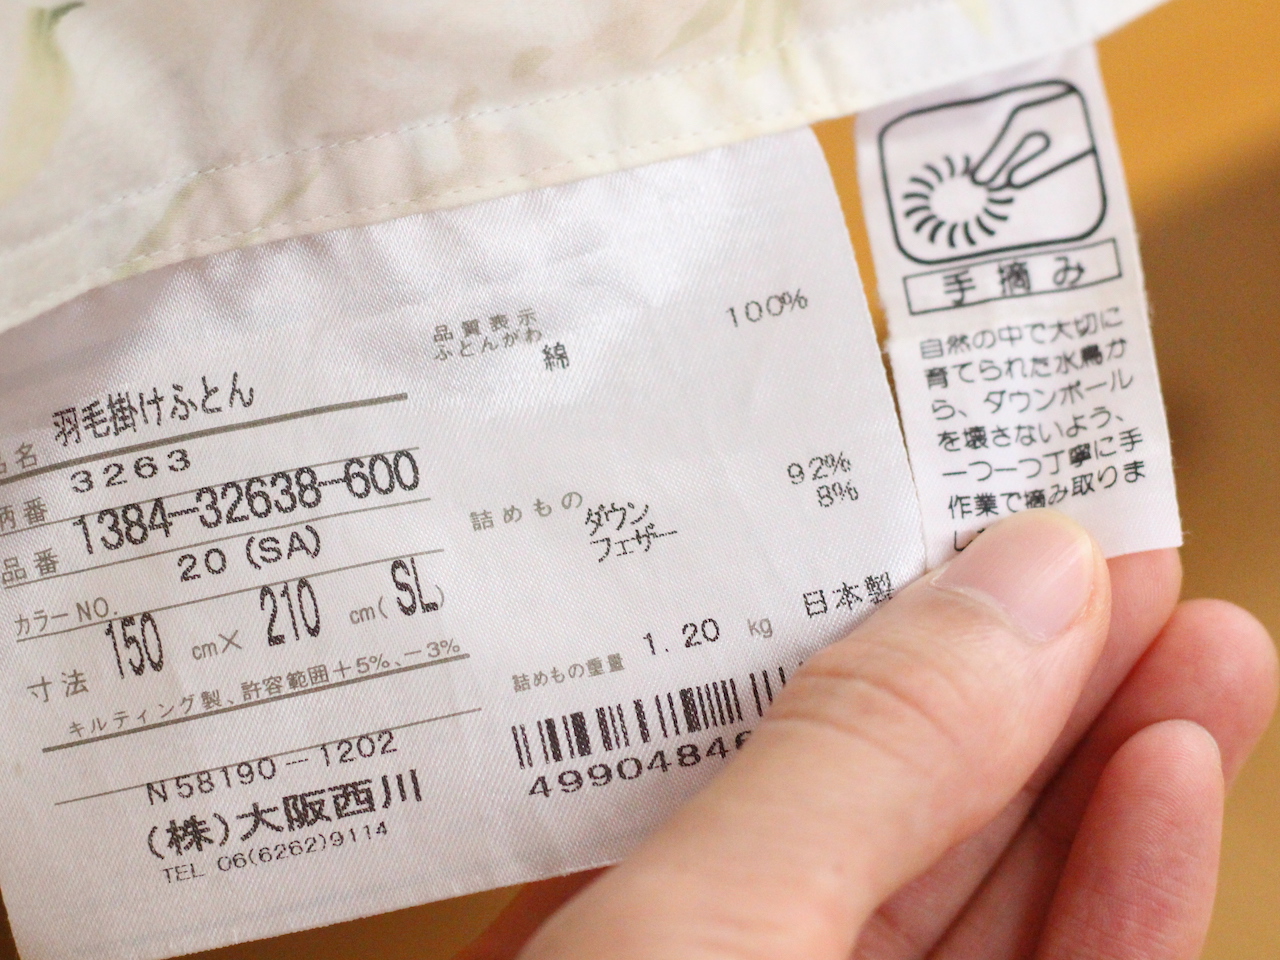 品名 羽毛掛けふとん
柄番 3263
品番 1384-32638-600
カラーNO. 20 (SA)
寸法 150 cm× 210 cm( SL)
キルティング製、許容範囲+5%、-3%
N58190-1202
(株)大阪西川
TEL 06(6262)9114
品質表示
ふとんがわ
綿 100%
詰めもの
ダウン 92%
フェザー 8%
日本製
詰めもの重量 1.20 kg
4990484
手摘み
自然の中で大切に
育てられた水鳥か
ら、ダウンボール
を壊さないよう、
一つ一つ丁寧に手
作業で摘み取りま
し